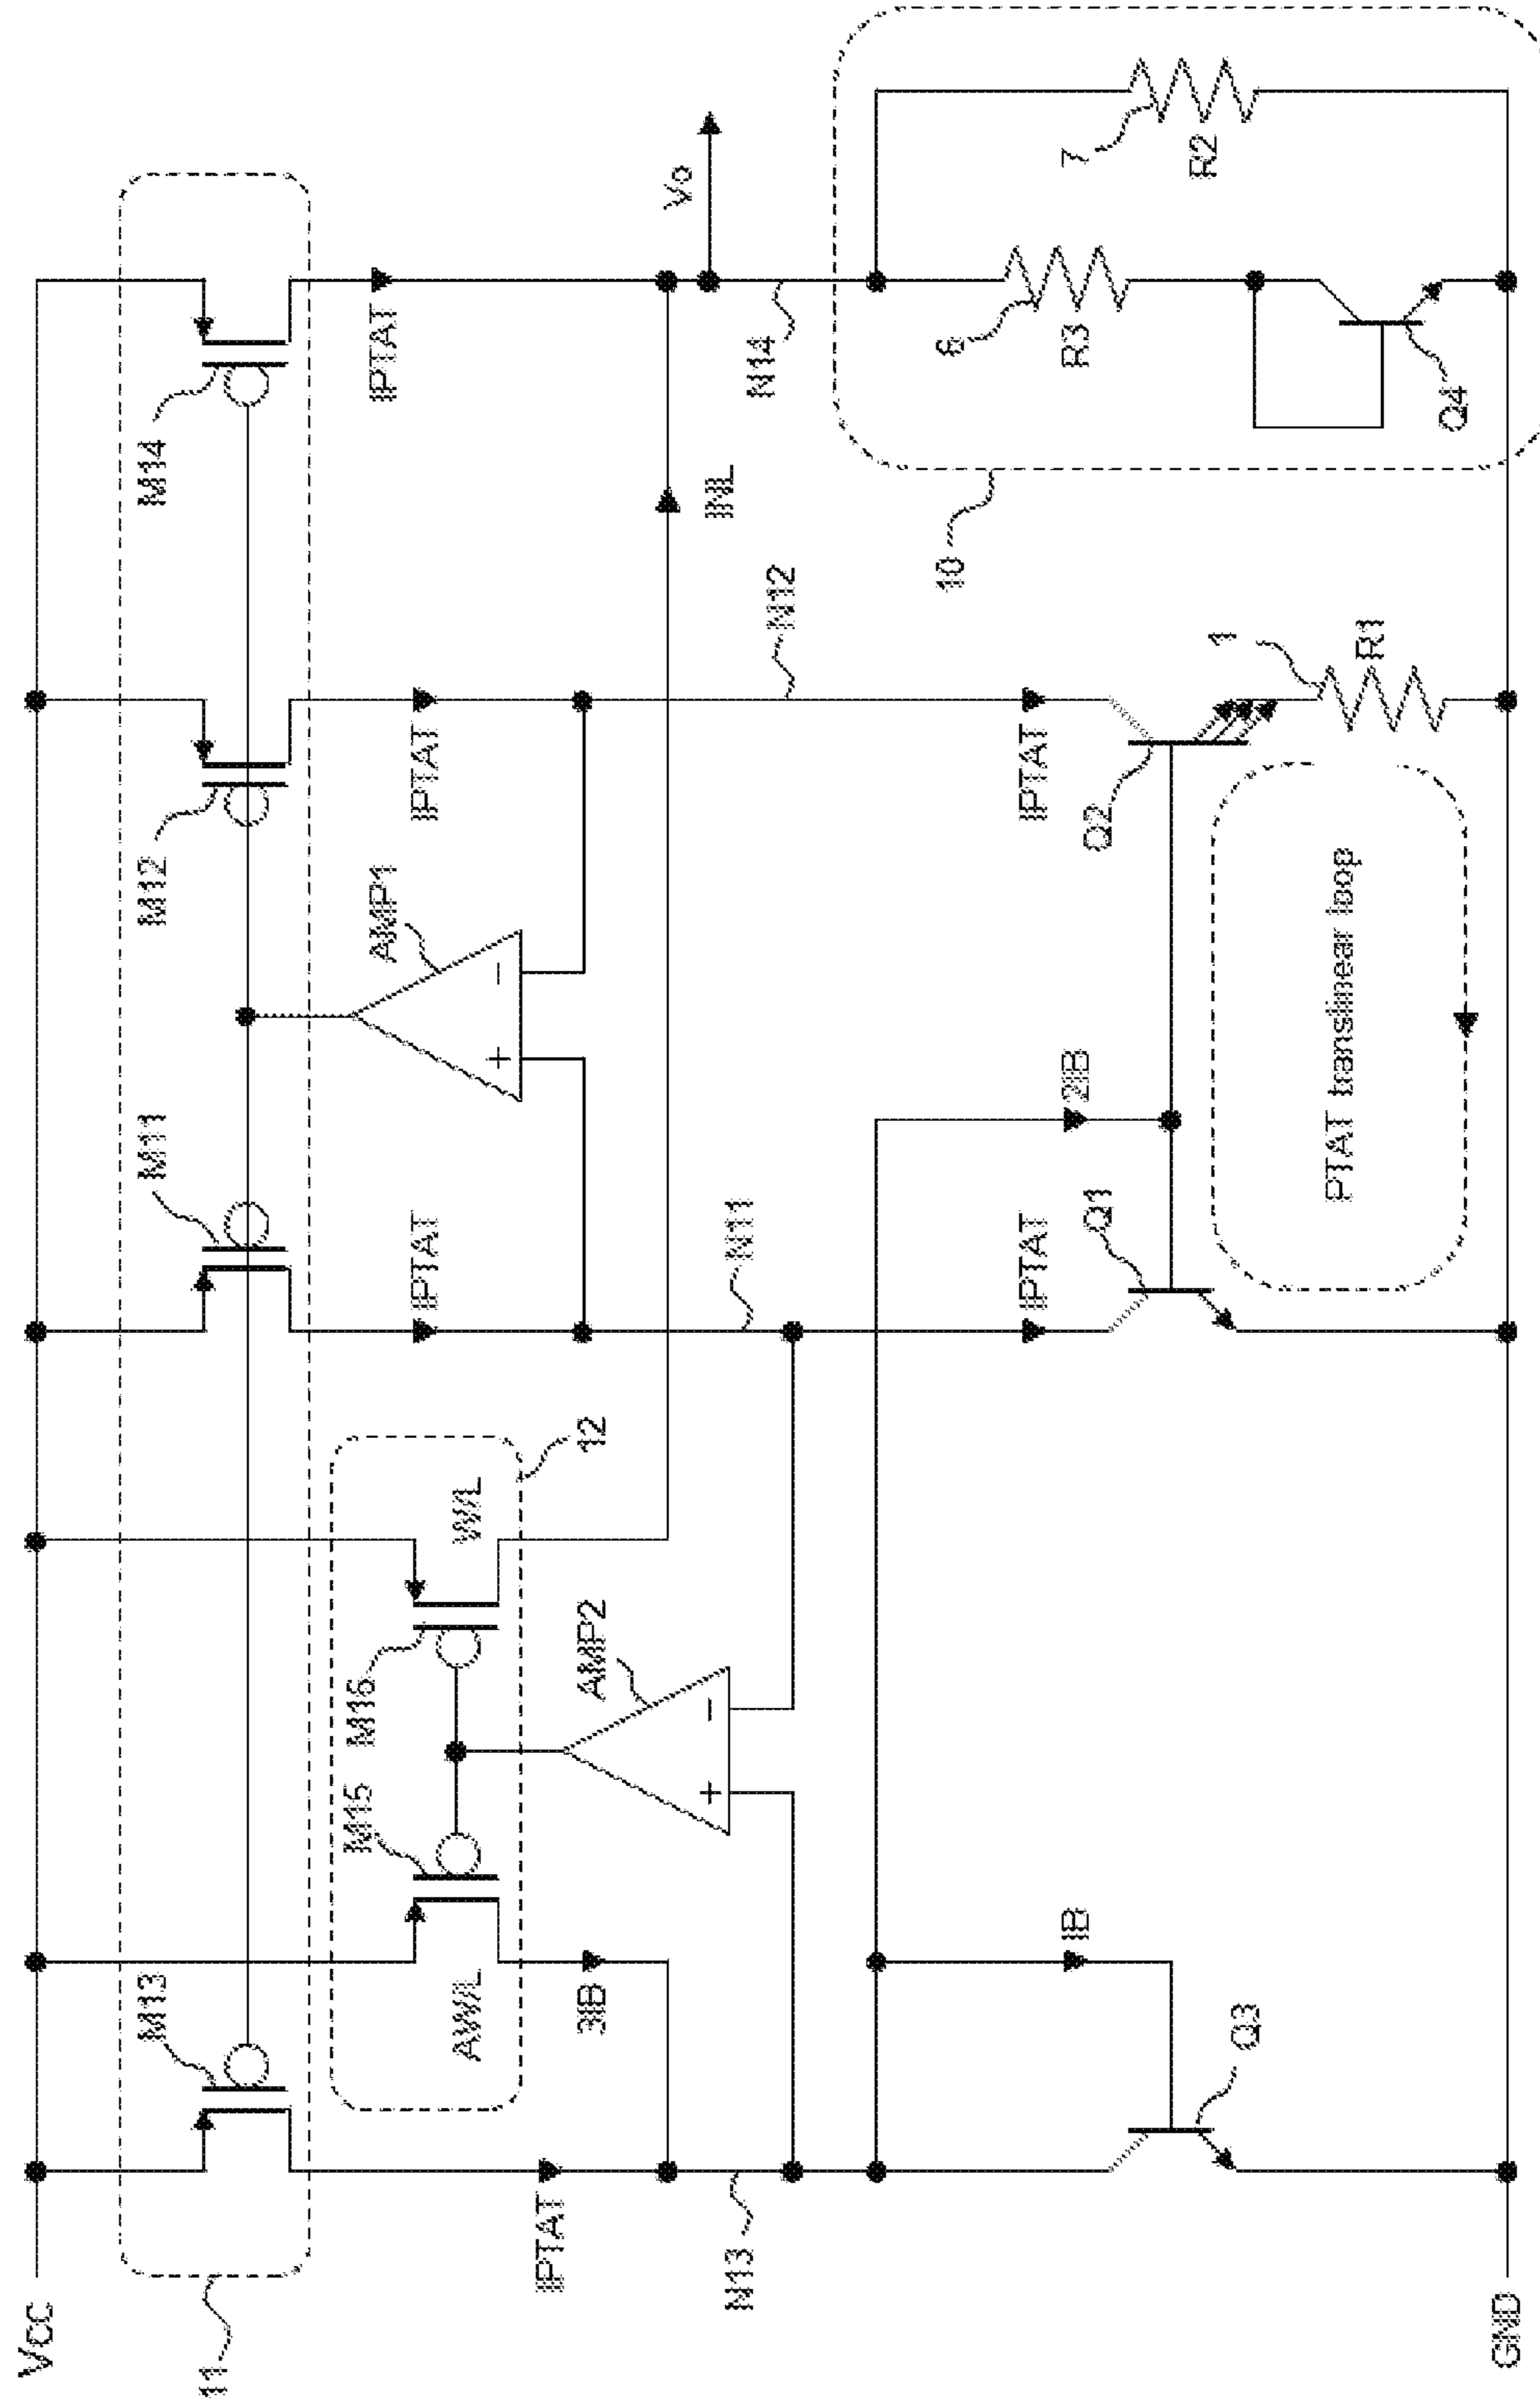 Vcc
11
M13
M11
M12
M14
AW/L
W/L
M15
M16
12
AMP1
+
−
IPTAT
IPTAT
IPTAT
IPTAT
3IB
AMP2
+
−
INL
Vo
N13
N11
N12
N14
IB
2IB
IPTAT
IPTAT
10
Q3
Q1
Q2
PTAT translinear loop
1
R1
6
R3
7
R2
Q4
GND